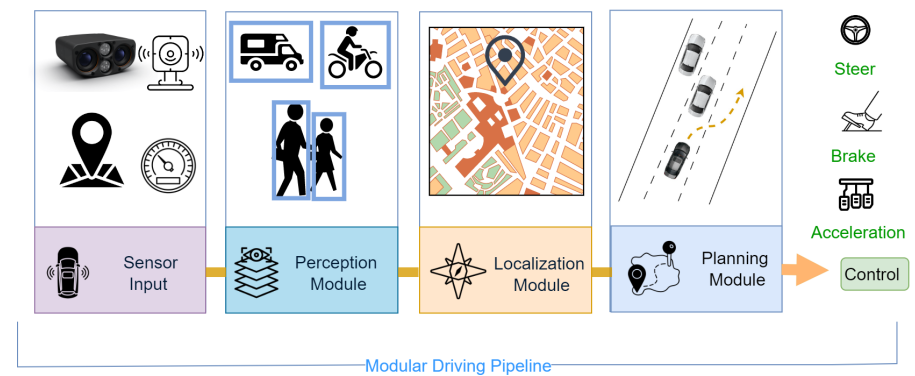 Steer
Brake
Acceleration
Sensor
Input
Perception
Module
Localization
Module
Planning
Module
Control
Modular Driving Pipeline